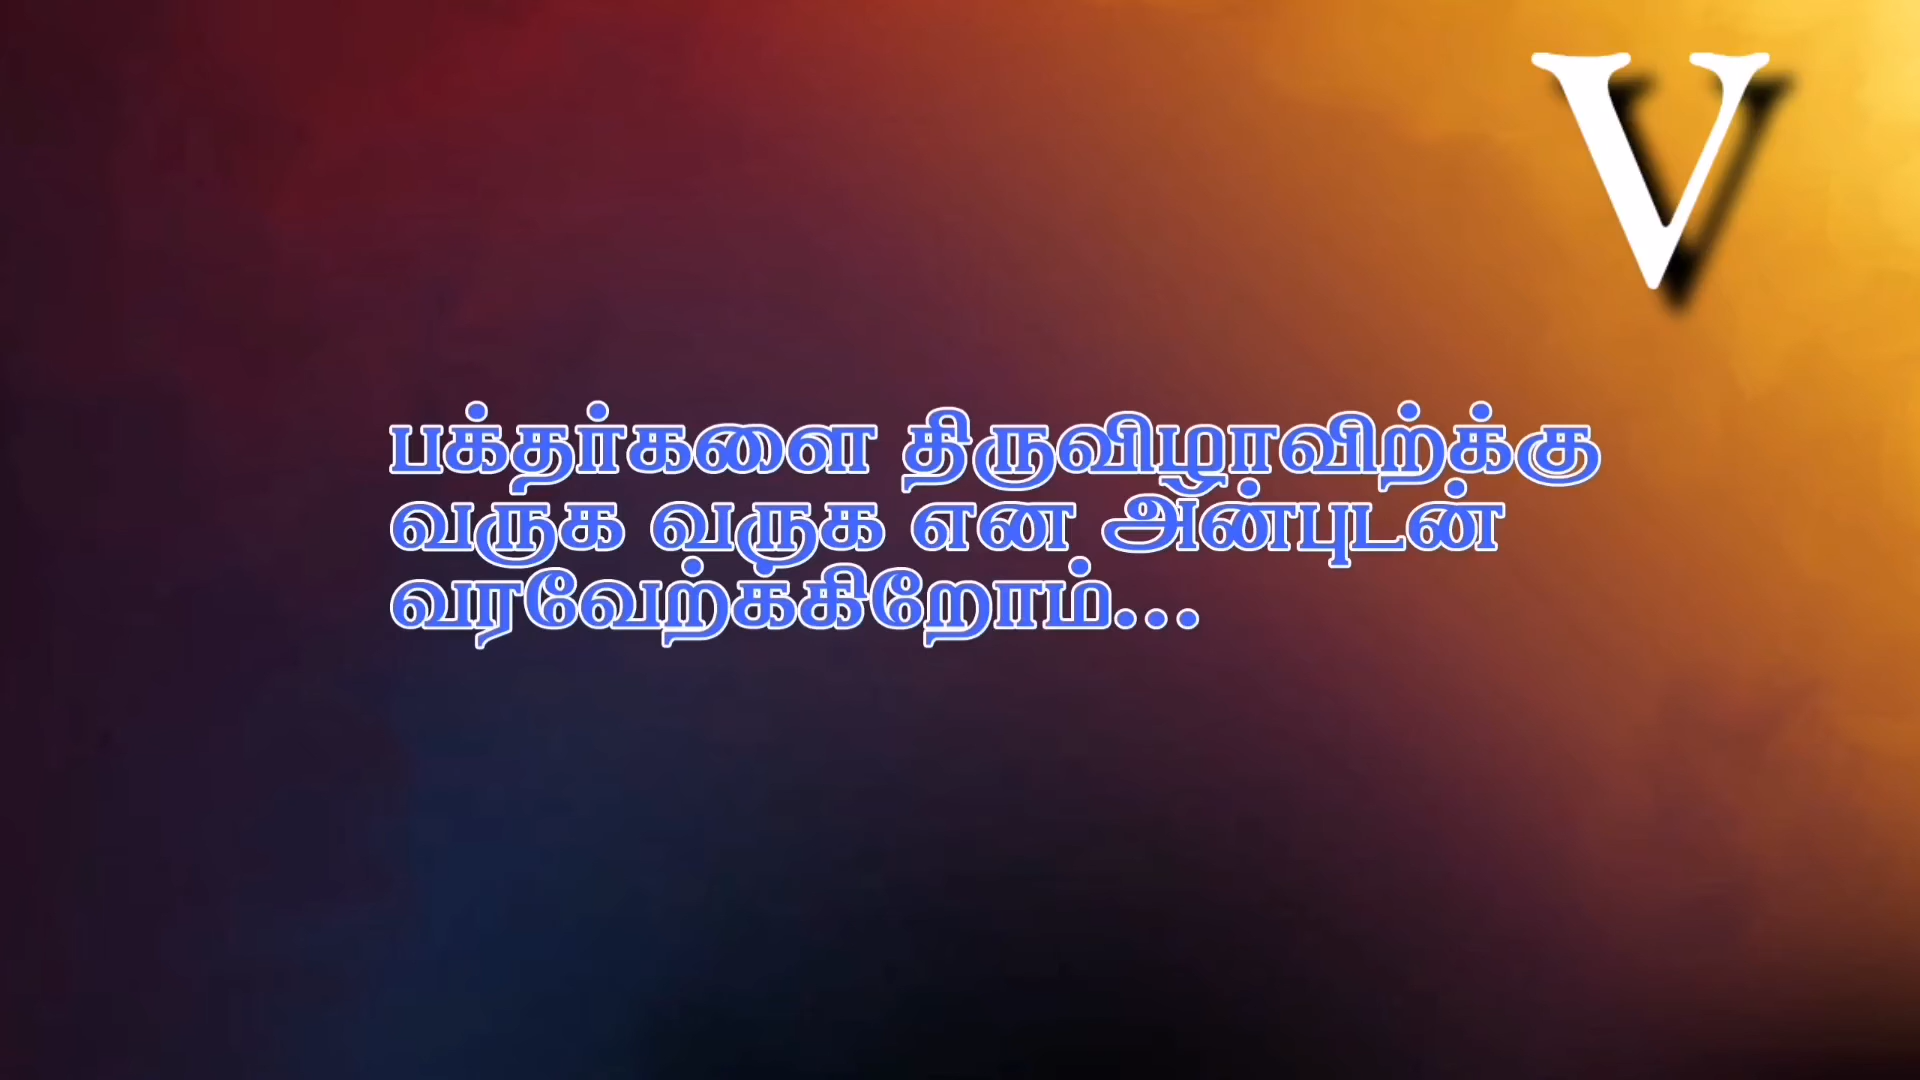 V
பக்தர்களை திருவிழாவிற்க்கு
வருக வருக என அன்புடன்
வரவேற்க்கிறோம்...